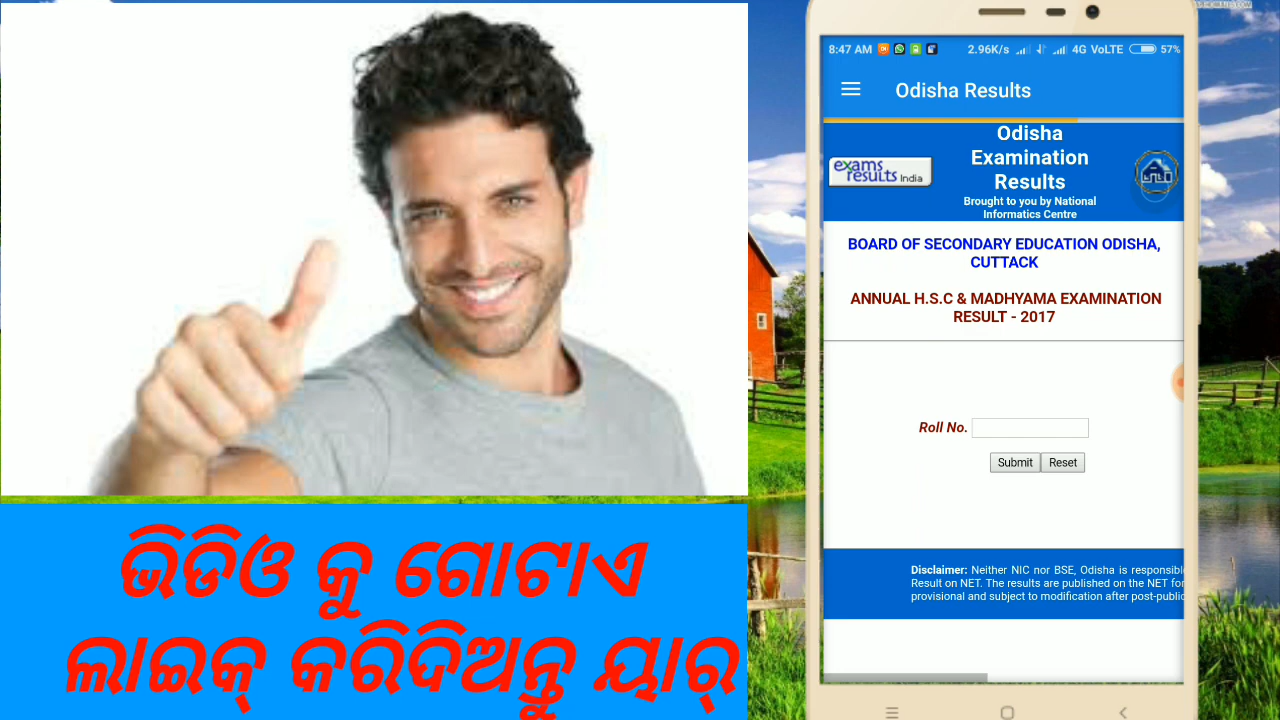 8:47 AM 2.96K/s 4G VoLTE 57%
Odisha Results
exams
results India
Odisha
Examination
Results
Brought to you by National
Informatics Centre
BOARD OF SECONDARY EDUCATION ODISHA,
CUTTACK
ANNUAL H.S.C & MADHYAMA EXAMINATION
RESULT - 2017
Roll No.
Submit Reset
Disclaimer: Neither NIC nor BSE, Odisha is responsible
Result on NET. The results are published on the NET for
provisional and subject to modification after post-public
ଭିଡିଓ କୁ ଗୋଟାଏ
ଲାଇକ୍ କରିଦିଅନ୍ତୁ ୟାର୍